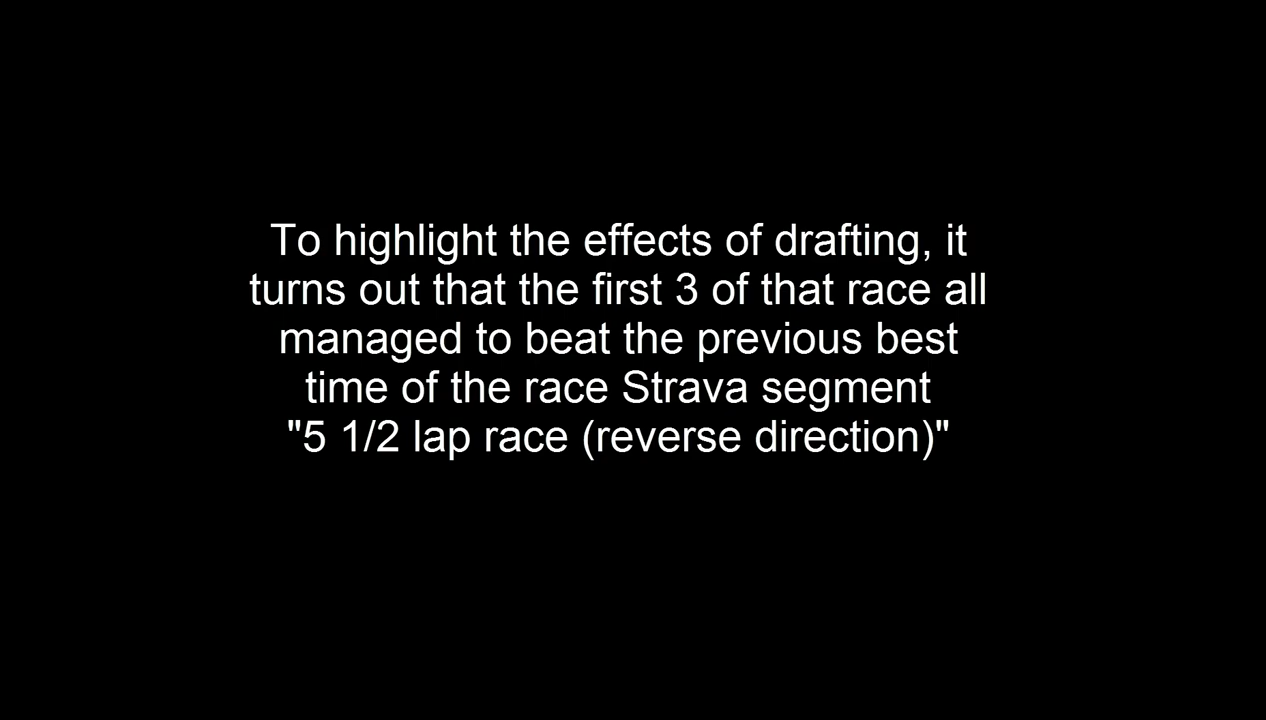 To highlight the effects of drafting, it
turns out that the first 3 of that race all
managed to beat the previous best
time of the race Strava segment
"5 1/2 lap race (reverse direction)"